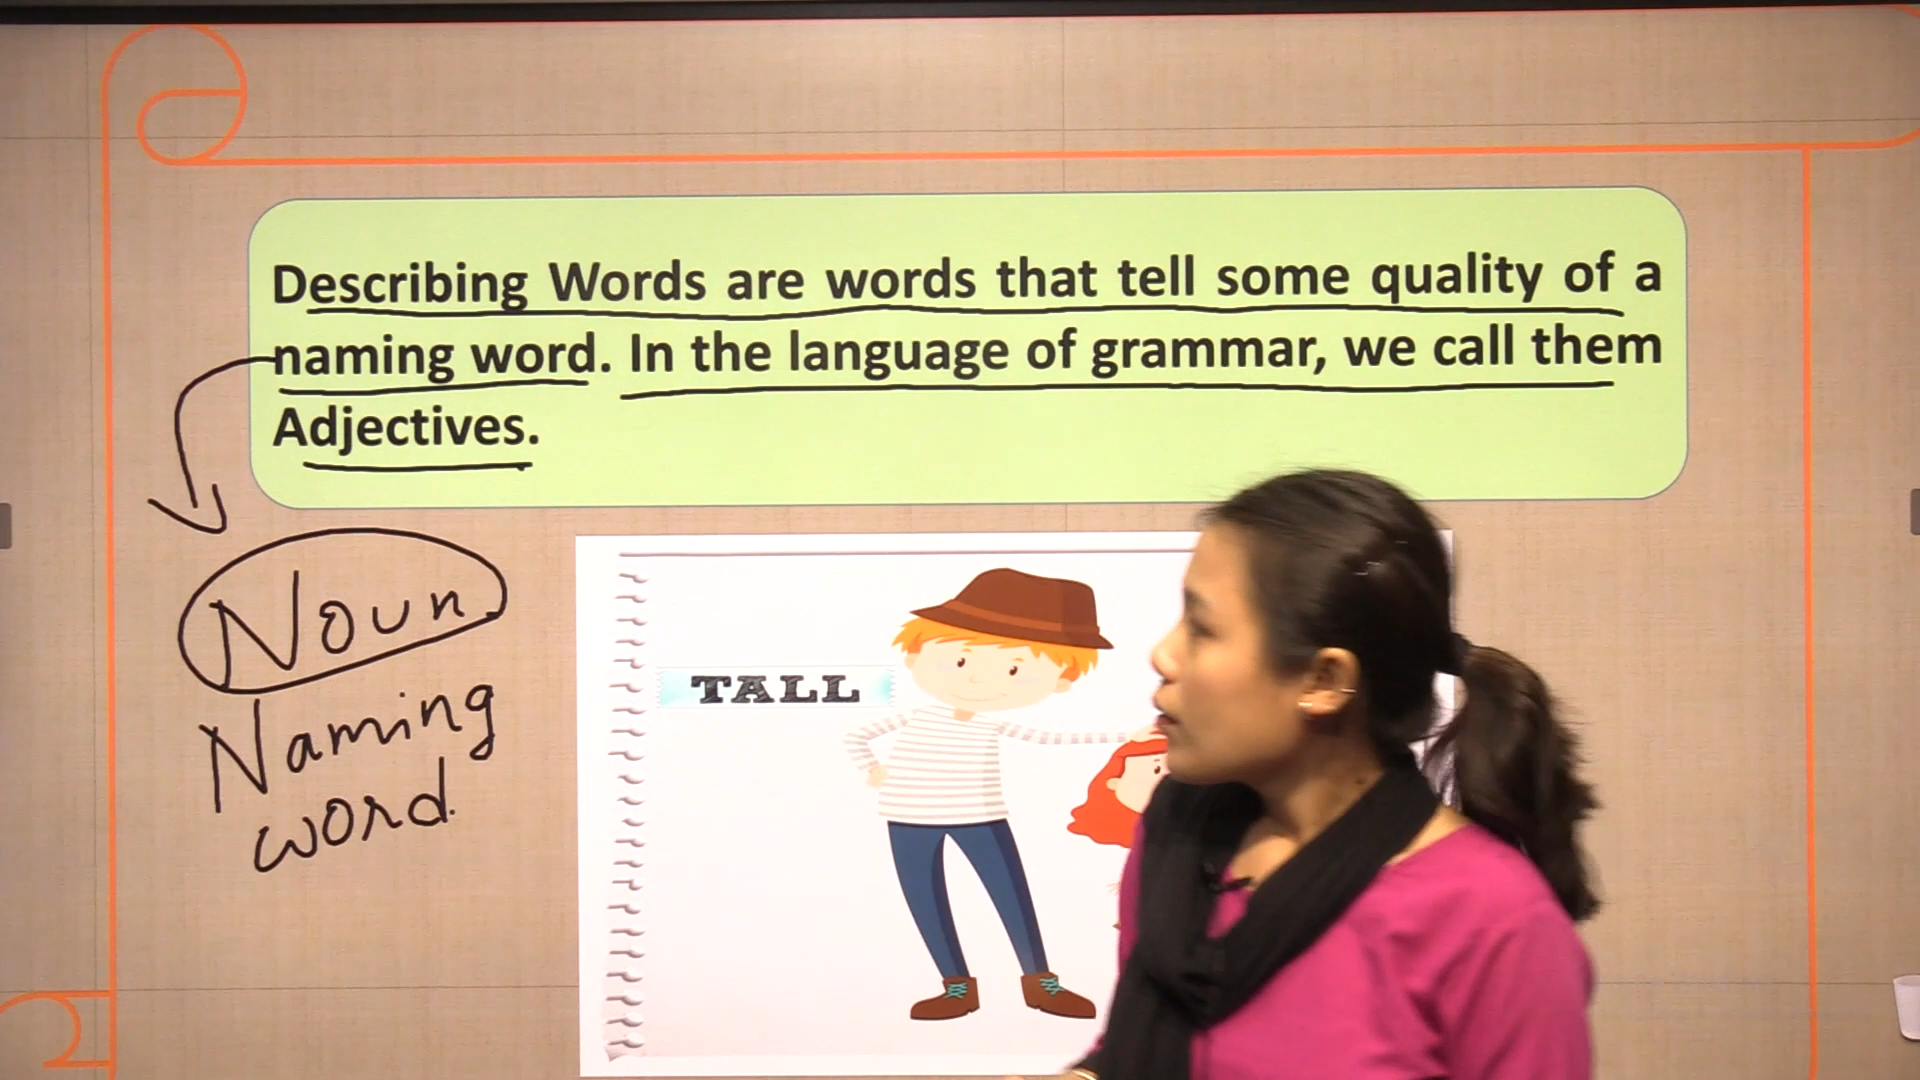 Describing Words are words that tell some quality of a
naming word. In the language of grammar, we call them
Adjectives.
Noun
Naming
word.
TALL